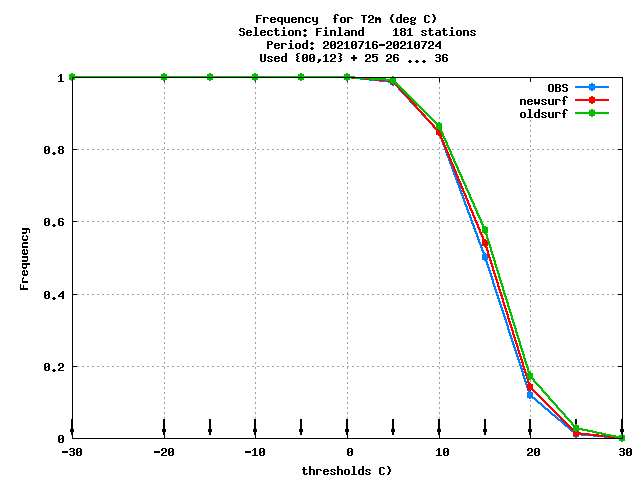 Frequency  for T2m (deg C)
Selection: Finland    181 stations
Period: 20210716-20210724
Used {00,12} + 25 26 ... 36
OBS
newsurf
oldsurf
1
0.8
0.6
0.4
0.2
0
Frequency
-30 -20 -10 0 10 20 30
thresholds C)